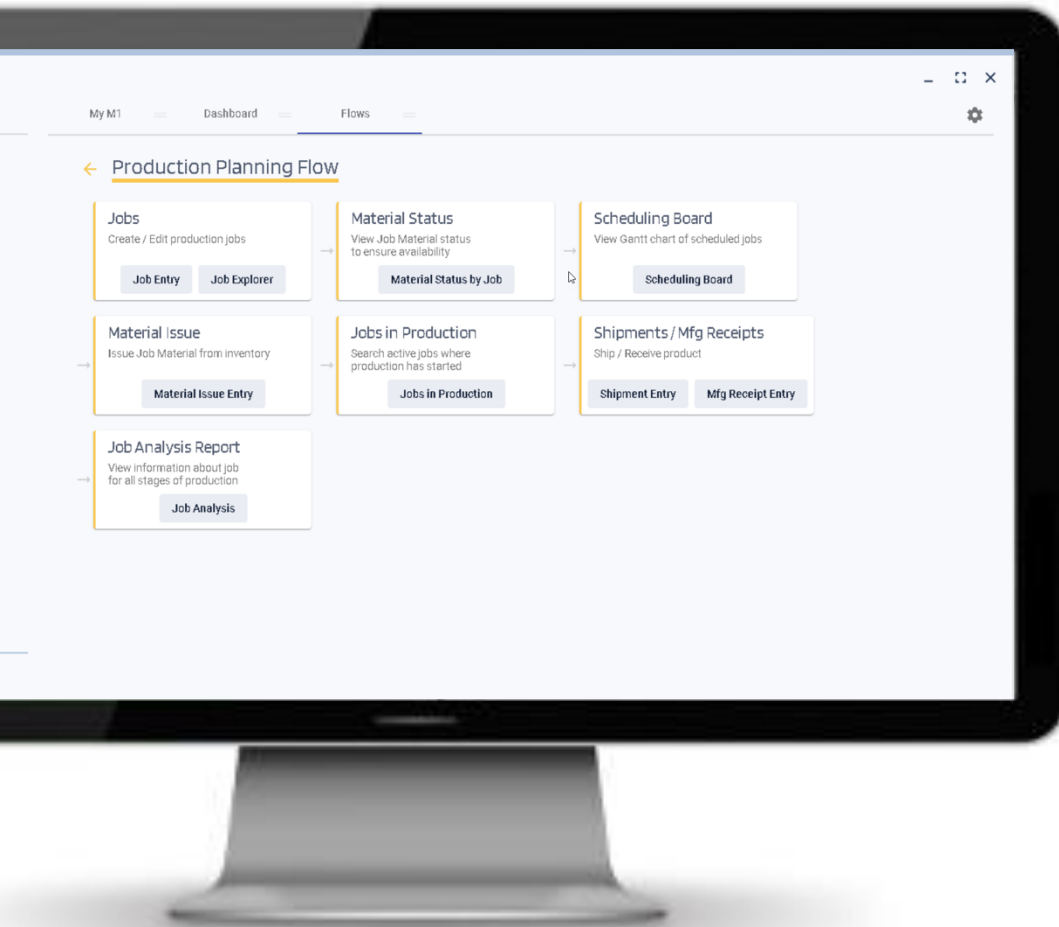 My M1 Dashboard Flows
Production Planning Flow
Jobs
Create / Edit production jobs
Job Entry Job Explorer
Material Status
View Job Material status
to ensure availability
Material Status by Job
Scheduling Board
View Gantt chart of scheduled jobs
Scheduling Board
Material Issue
Issue Job Material from inventory
Material Issue Entry
Jobs in Production
Search active jobs where
production has started
Jobs in Production
Shipments / Mfg Receipts
Ship / Receive product
Shipment Entry Mfg Receipt Entry
Job Analysis Report
View information about job
for all stages of production
Job Analysis